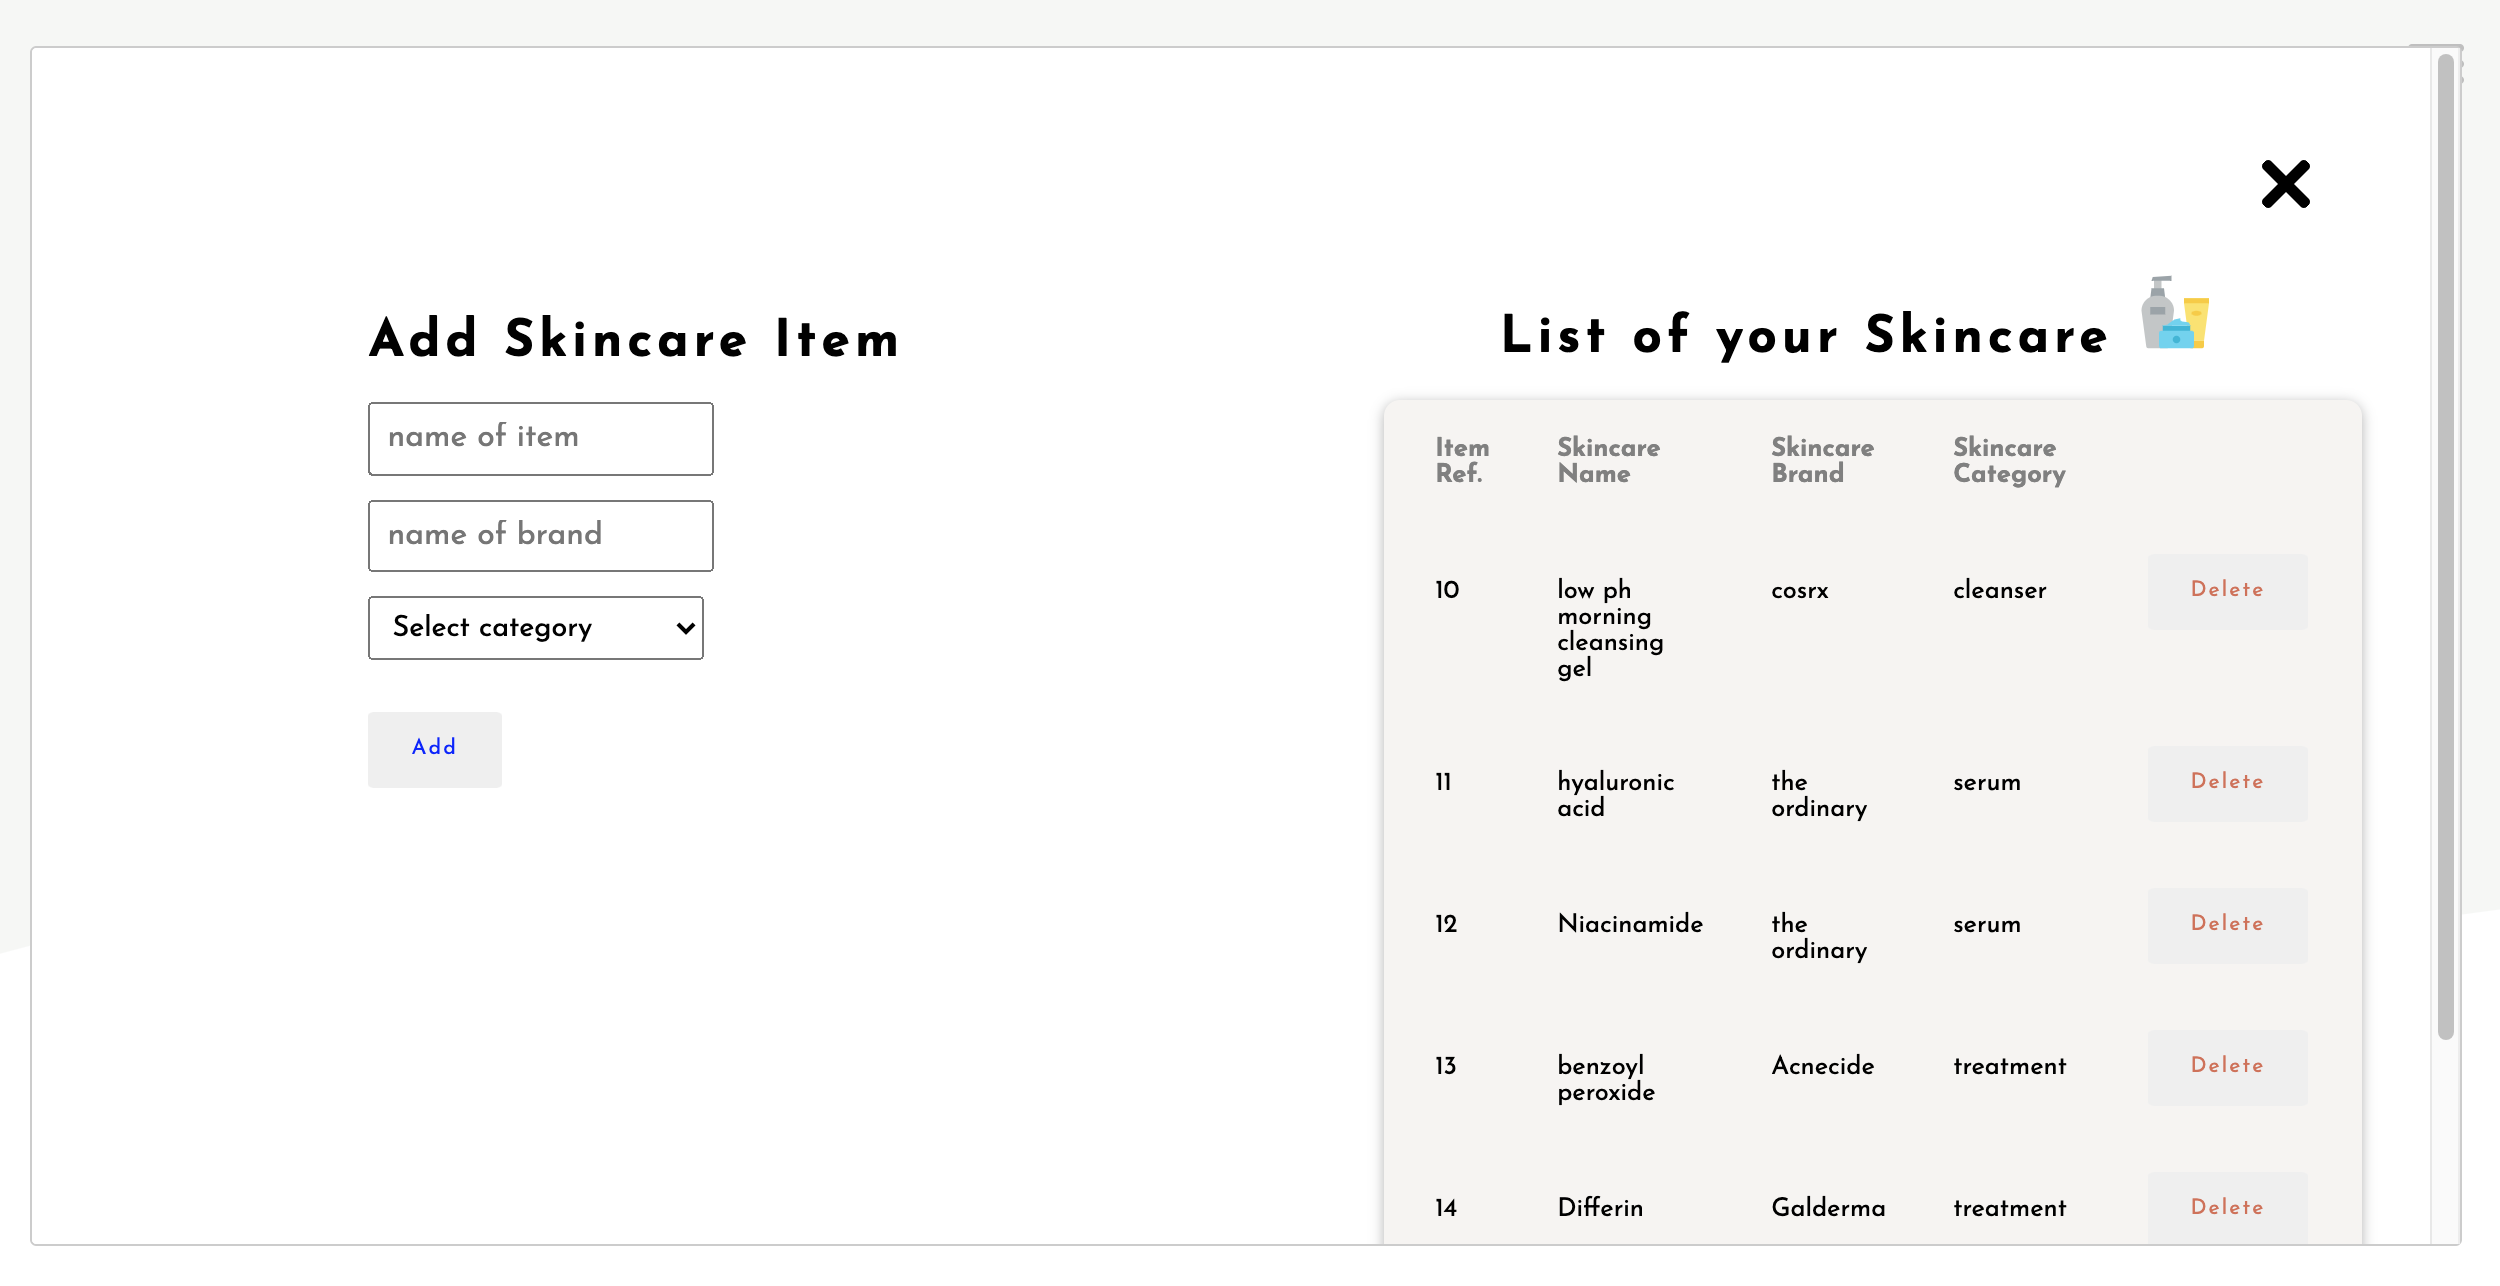 Add Skincare Item
name of item
name of brand
Select category
Add
List of your Skincare
Item Ref.
Skincare Name
Skincare Brand
Skincare Category
10
low ph
morning
cleansing
gel
cosrx
cleanser
Delete
11
hyaluronic
acid
the
ordinary
serum
Delete
12
Niacinamide
the
ordinary
serum
Delete
13
benzoyl
peroxide
Acnecide
treatment
Delete
14
Differin
Galderma
treatment
Delete